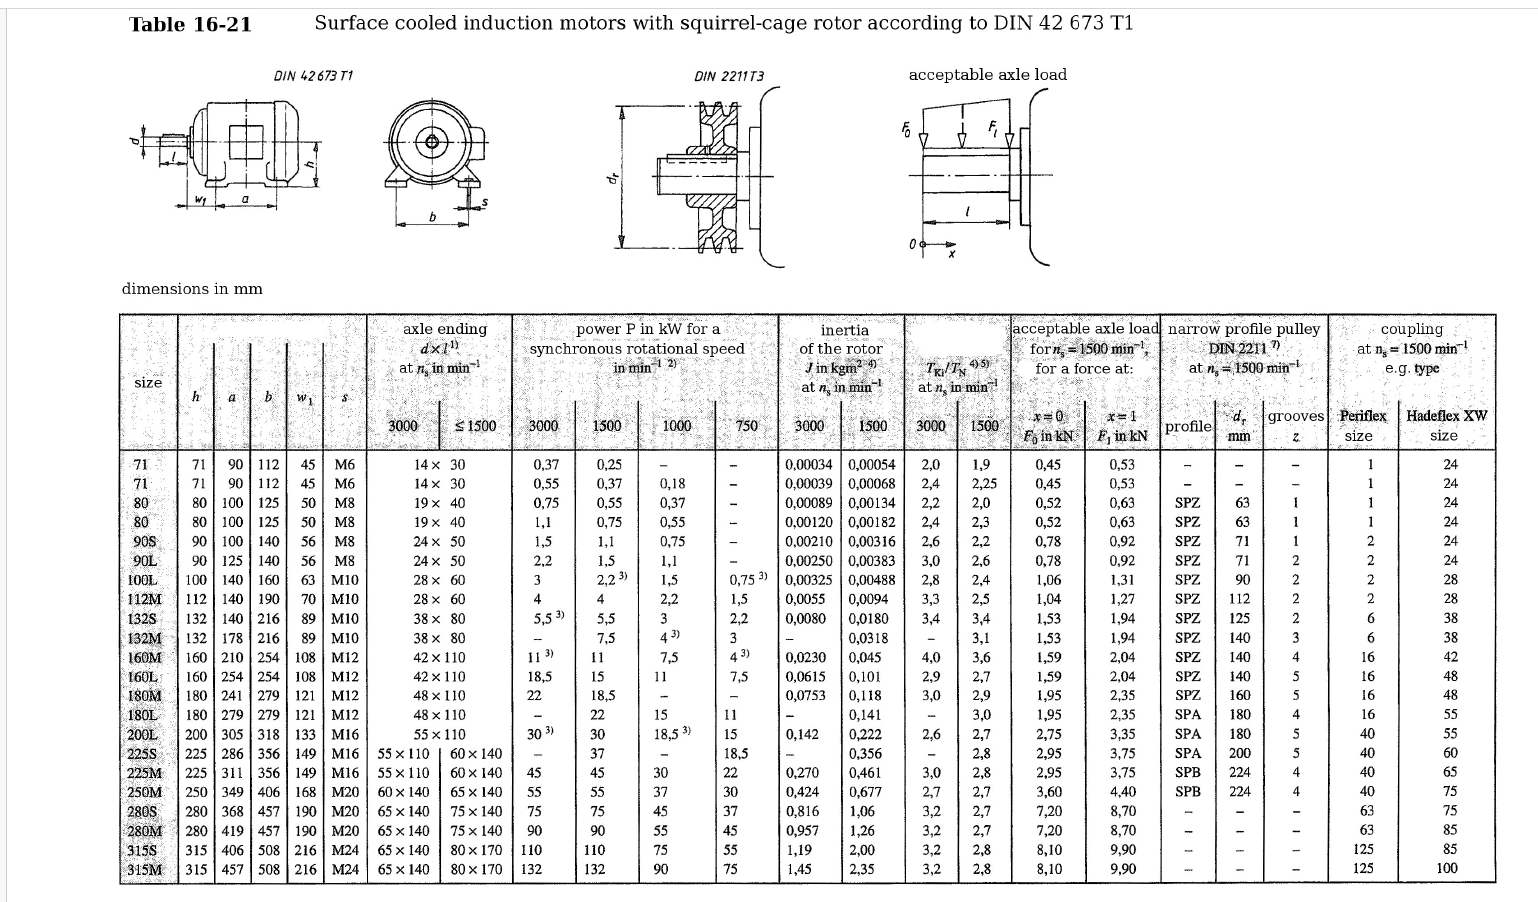 Table 16-21 Surface cooled induction motors with squirrel-cage rotor according to DIN 42 673 T1
DIN 42673 T1 DIN 2211 T3 acceptable axle load
d l w1 a h
b s
dr
F0 F1 l 0 x
dimensions in mm
size h a b w1 s
axle ending
d×l 1)
at ns in min−1
3000 ≤ 1500
power P in kW for a
synchronous rotational speed
in min−1 2)
3000 1500 1000 750
inertia
of the rotor
J in kgm2 4)
at ns in min−1
3000 1500
TKi/TN 4) 5)
at ns in min−1
3000 1500
acceptable axle load
for ns = 1500 min−1,
for a force at:
x = 0 x = 1
F0 in kN F1 in kN
narrow profile pulley
DIN 2211 7)
at ns = 1500 min−1
profile dr mm grooves z
coupling
at ns = 1500 min−1
e.g. type
Periflex size Hadeflex XW size
71 71 90 112 45 M6 14 × 30 0,37 0,25 – – 0,00034 0,00054 2,0 1,9 0,45 0,53 – – – 1 24
71 71 90 112 45 M6 14 × 30 0,55 0,37 0,18 – 0,00039 0,00068 2,4 2,25 0,45 0,53 – – – 1 24
80 80 100 125 50 M8 19 × 40 0,75 0,55 0,37 – 0,00089 0,00134 2,2 2,0 0,52 0,63 SPZ 63 1 1 24
80 80 100 125 50 M8 19 × 40 1,1 0,75 0,55 – 0,00120 0,00182 2,4 2,3 0,52 0,63 SPZ 63 1 1 24
90S 90 100 140 56 M8 24 × 50 1,5 1,1 0,75 – 0,00210 0,00316 2,6 2,2 0,78 0,92 SPZ 71 1 2 24
90L 90 125 140 56 M8 24 × 50 2,2 1,5 1,1 – 0,00250 0,00383 3,0 2,6 0,78 0,92 SPZ 71 2 2 24
100L 100 140 160 63 M10 28 × 60 3 2,2 3) 1,5 0,75 3) 0,00325 0,00488 2,8 2,4 1,06 1,31 SPZ 90 2 2 28
112M 112 140 190 70 M10 28 × 60 4 4 2,2 1,5 0,0055 0,0094 3,3 2,5 1,04 1,27 SPZ 112 2 2 28
132S 132 140 216 89 M10 38 × 80 5,5 3) 5,5 3 2,2 0,0080 0,0180 3,4 3,4 1,53 1,94 SPZ 125 2 6 38
132M 132 178 216 89 M10 38 × 80 – 7,5 4 3) 3 – 0,0318 – 3,1 1,53 1,94 SPZ 140 3 6 38
160M 160 210 254 108 M12 42 × 110 11 3) 11 7,5 4 3) 0,0230 0,045 4,0 3,6 1,59 2,04 SPZ 140 4 16 42
160L 160 254 254 108 M12 42 × 110 18,5 15 11 7,5 0,0615 0,101 2,9 2,7 1,59 2,04 SPZ 140 5 16 48
180M 180 241 279 121 M12 48 × 110 22 18,5 – – 0,0753 0,118 3,0 2,9 1,95 2,35 SPZ 160 5 16 48
180L 180 279 279 121 M12 48 × 110 – 22 15 11 – 0,141 – 3,0 1,95 2,35 SPA 180 4 16 55
200L 200 305 318 133 M16 55 × 110 30 3) 30 18,5 3) 15 0,142 0,222 2,6 2,7 2,75 3,35 SPA 180 5 40 55
225S 225 286 356 149 M16 55 × 110 60 × 140 – 37 – 18,5 – 0,356 – 2,8 2,95 3,75 SPA 200 5 40 60
225M 225 311 356 149 M16 55 × 110 60 × 140 45 45 30 22 0,270 0,461 3,0 2,8 2,95 3,75 SPB 224 4 40 65
250M 250 349 406 168 M20 60 × 140 65 × 140 55 55 37 30 0,424 0,677 2,7 2,7 3,60 4,40 SPB 224 4 40 75
280S 280 368 457 190 M20 65 × 140 75 × 140 75 75 45 37 0,816 1,06 3,2 2,7 7,20 8,70 – – – 63 75
280M 280 419 457 190 M20 65 × 140 75 × 140 90 90 55 45 0,957 1,26 3,2 2,7 7,20 8,70 – – – 63 85
315S 315 406 508 216 M24 65 × 140 80 × 170 110 110 75 55 1,19 2,00 3,2 2,8 8,10 9,90 – – – 125 85
315M 315 457 508 216 M24 65 × 140 80 × 170 132 132 90 75 1,45 2,35 3,2 2,8 8,10 9,90 – – – 125 100